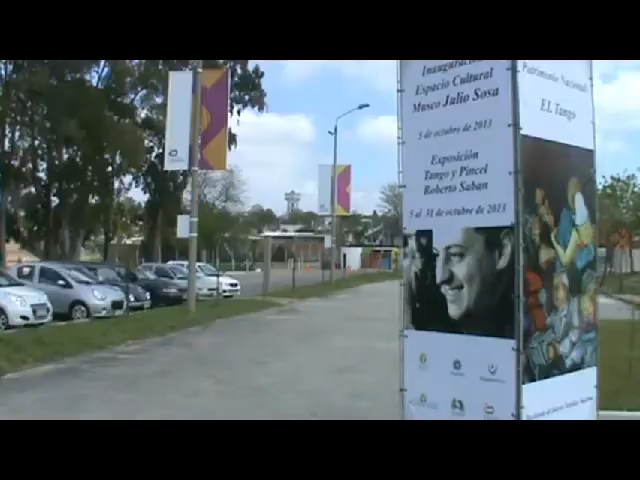 Inauguración
Espacio Cultural
Museo Julio Sosa
5 de octubre de 2013
Exposición
Tango y Pincel
Roberto Saban
5 al 31 de octubre de 2013
Patrimonio Nacional:
EL Tango